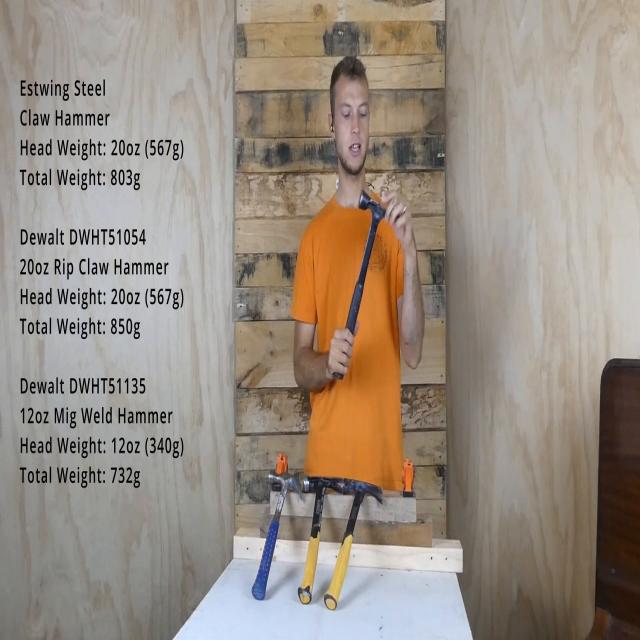 Estwing Steel
Claw Hammer
Head Weight: 20oz (567g)
Total Weight: 803g
Dewalt DWHT51054
20oz Rip Claw Hammer
Head Weight: 20oz (567g)
Total Weight: 850g
Dewalt DWHT51135
12oz Mig Weld Hammer
Head Weight: 12oz (340g)
Total Weight: 732g